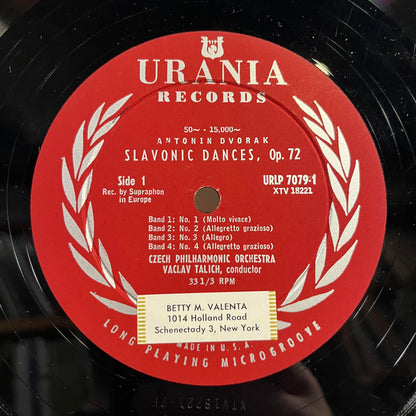 URANIA
RECORDS
50~ - 15,000~
ANTONIN DVORAK
SLAVONIC DANCES, Op. 72
Side 1
Rec. by Supraphon
in Europe
URLP 7079-1
XTV 18221
Band 1: No. 1 (Molto vivace)
Band 2: No. 2 (Allegretto grazioso)
Band 3: No. 3 (Allegro)
Band 4: No. 4 (Allegretto grazioso)
CZECH PHILHARMONIC ORCHESTRA
VACLAV TALICH, conductor
33 1/3 RPM
BETTY M. VALENTA
1014 Holland Road
Schenectady 3, New York
MADE IN U.S.A.
LONG PLAYING MICROGROOVE